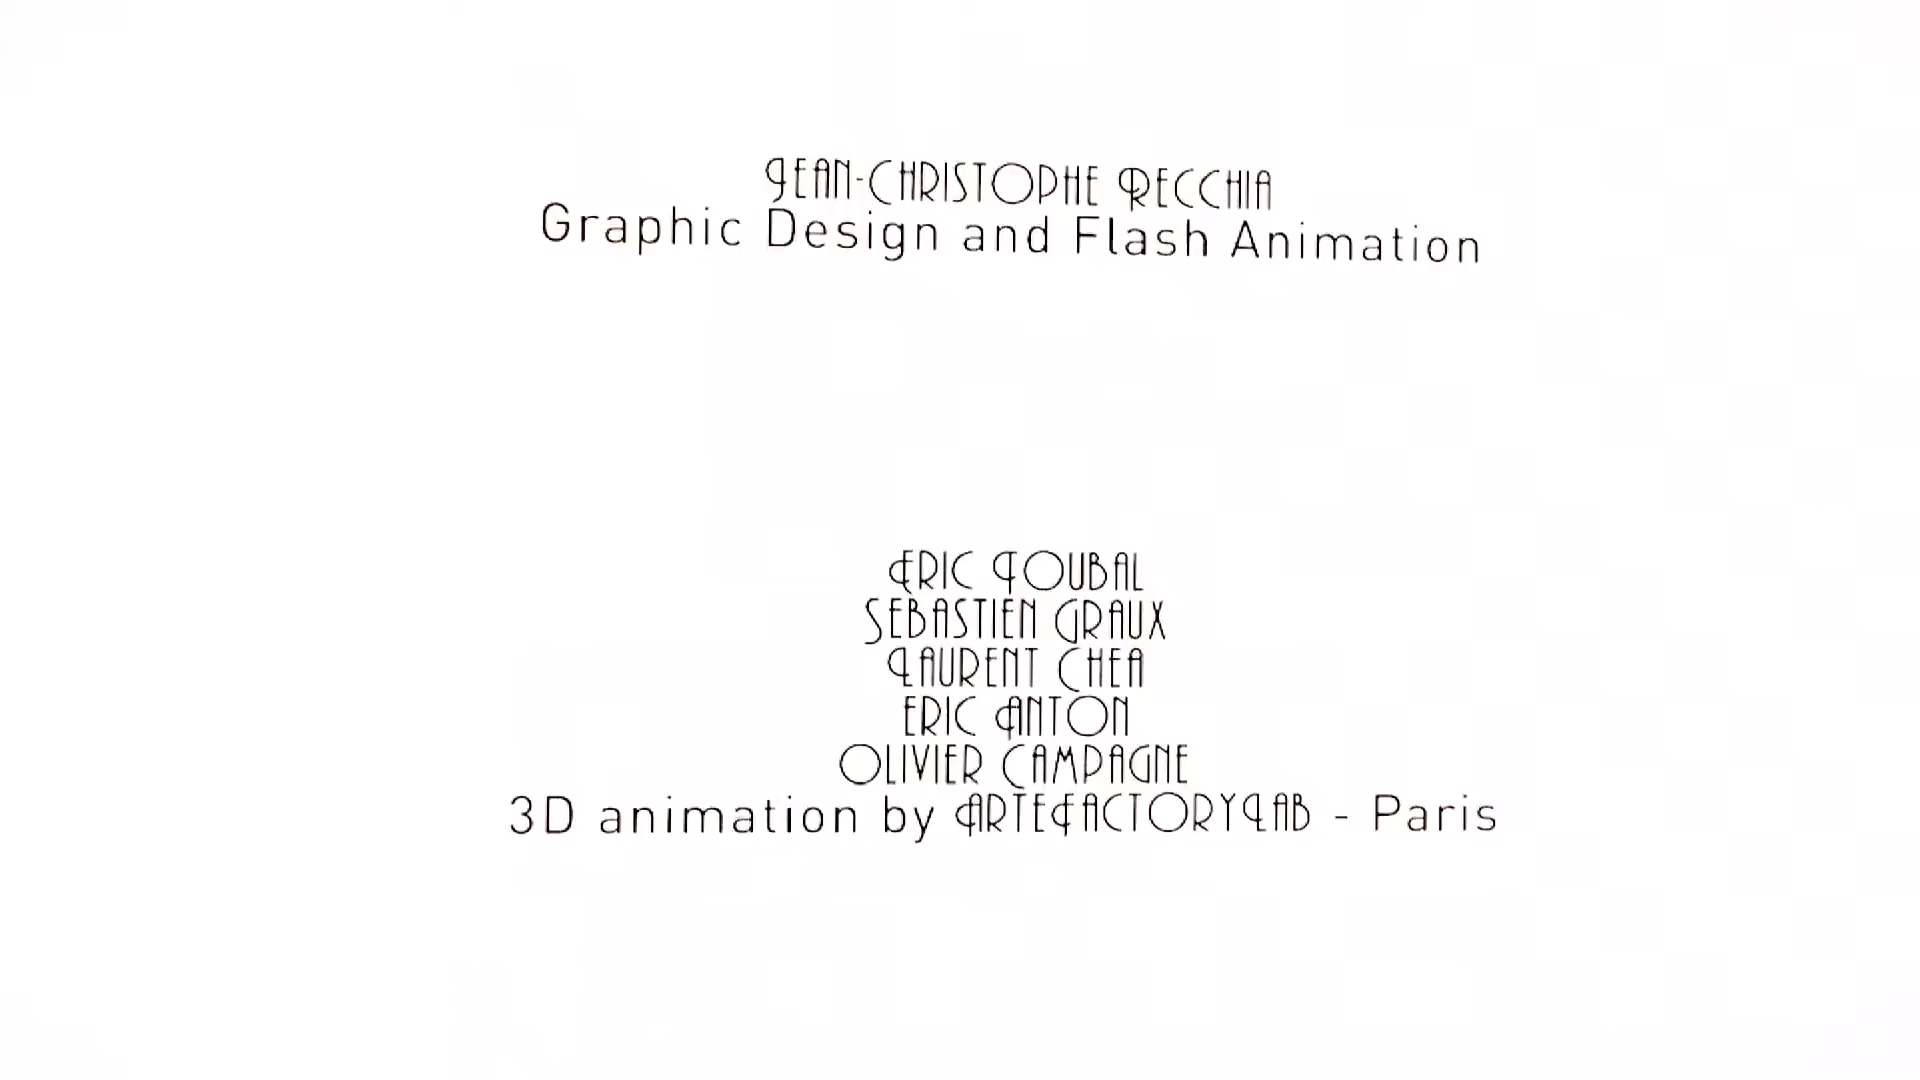 JEAN-CHRISTOPHE RECCHIA
Graphic Design and Flash Animation
ERIC TOUBAL
SEBASTIEN GRAUX
LAURENT CHEA
ERIC ANTON
OLIVIER CAMPAGNE
3D animation by ARTEFACTORYLAB - Paris